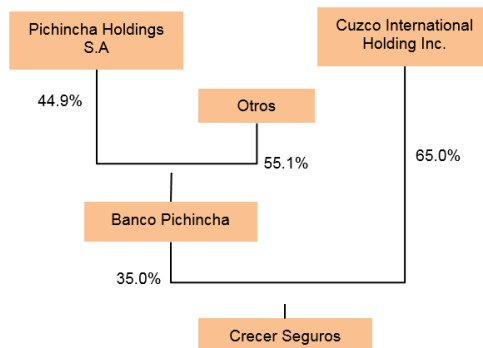 Pichincha Holdings
S.A
Cuzco International
Holding Inc.
44.9%
Otros
55.1%
65.0%
Banco Pichincha
35.0%
Crecer Seguros